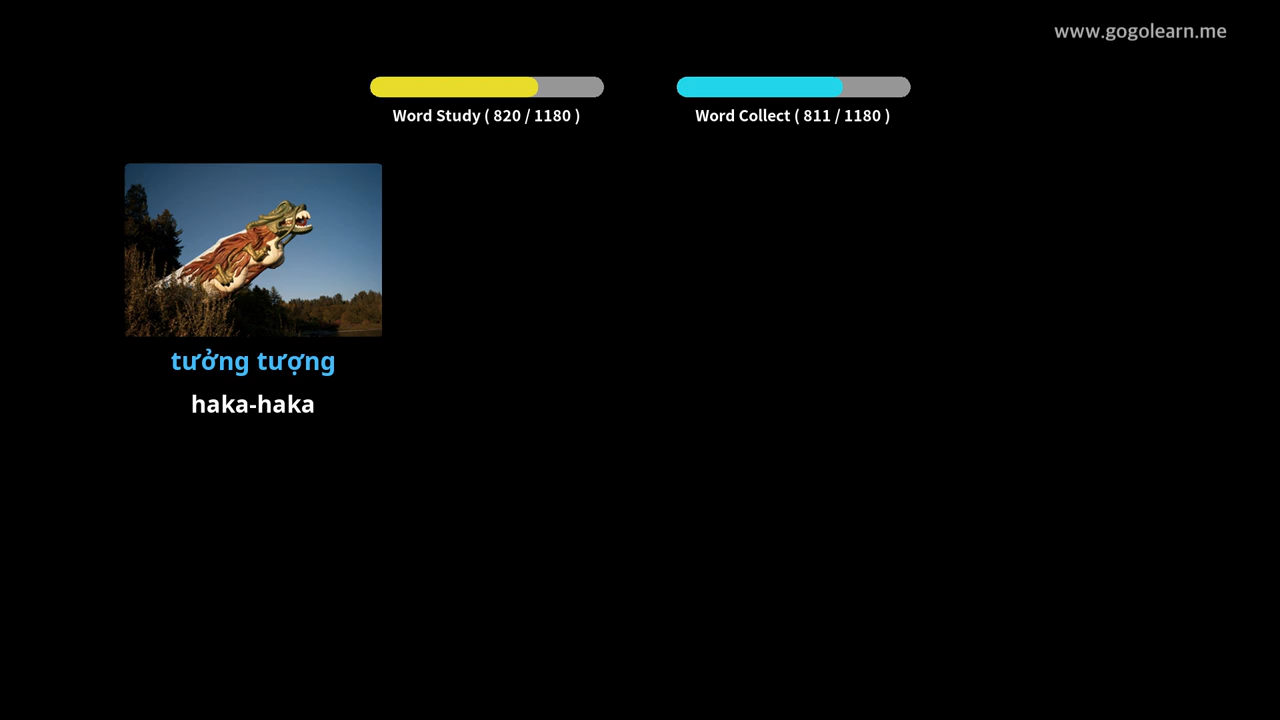 www.gogolearn.me
Word Study ( 820 / 1180 )
Word Collect ( 811 / 1180 )
tưởng tượng
haka-haka